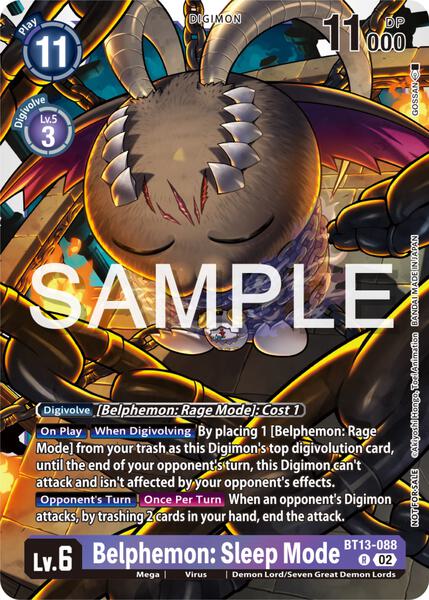 Play
11
DIGIMON
11000
DP
Digivolve
Lv.5
3
GOSSAN
SAMPLE
Digivolve [Belphemon: Rage Mode]: Cost 1
On Play When Digivolving By placing 1 [Belphemon: Rage
Mode] from your trash as this Digimon's top digivolution card,
until the end of your opponent's turn, this Digimon can't
attack and isn't affected by your opponent's effects.
Opponent's Turn Once Per Turn When an opponent's Digimon
attacks, by trashing 2 cards in your hand, end the attack.
NOT FOR SALE ©Akiyoshi Hongo, Toei Animation BANDAI MADE IN JAPAN
Lv.6
Belphemon: Sleep Mode
BT13-088
R 02
Mega | Virus | Demon Lord/Seven Great Demon Lords